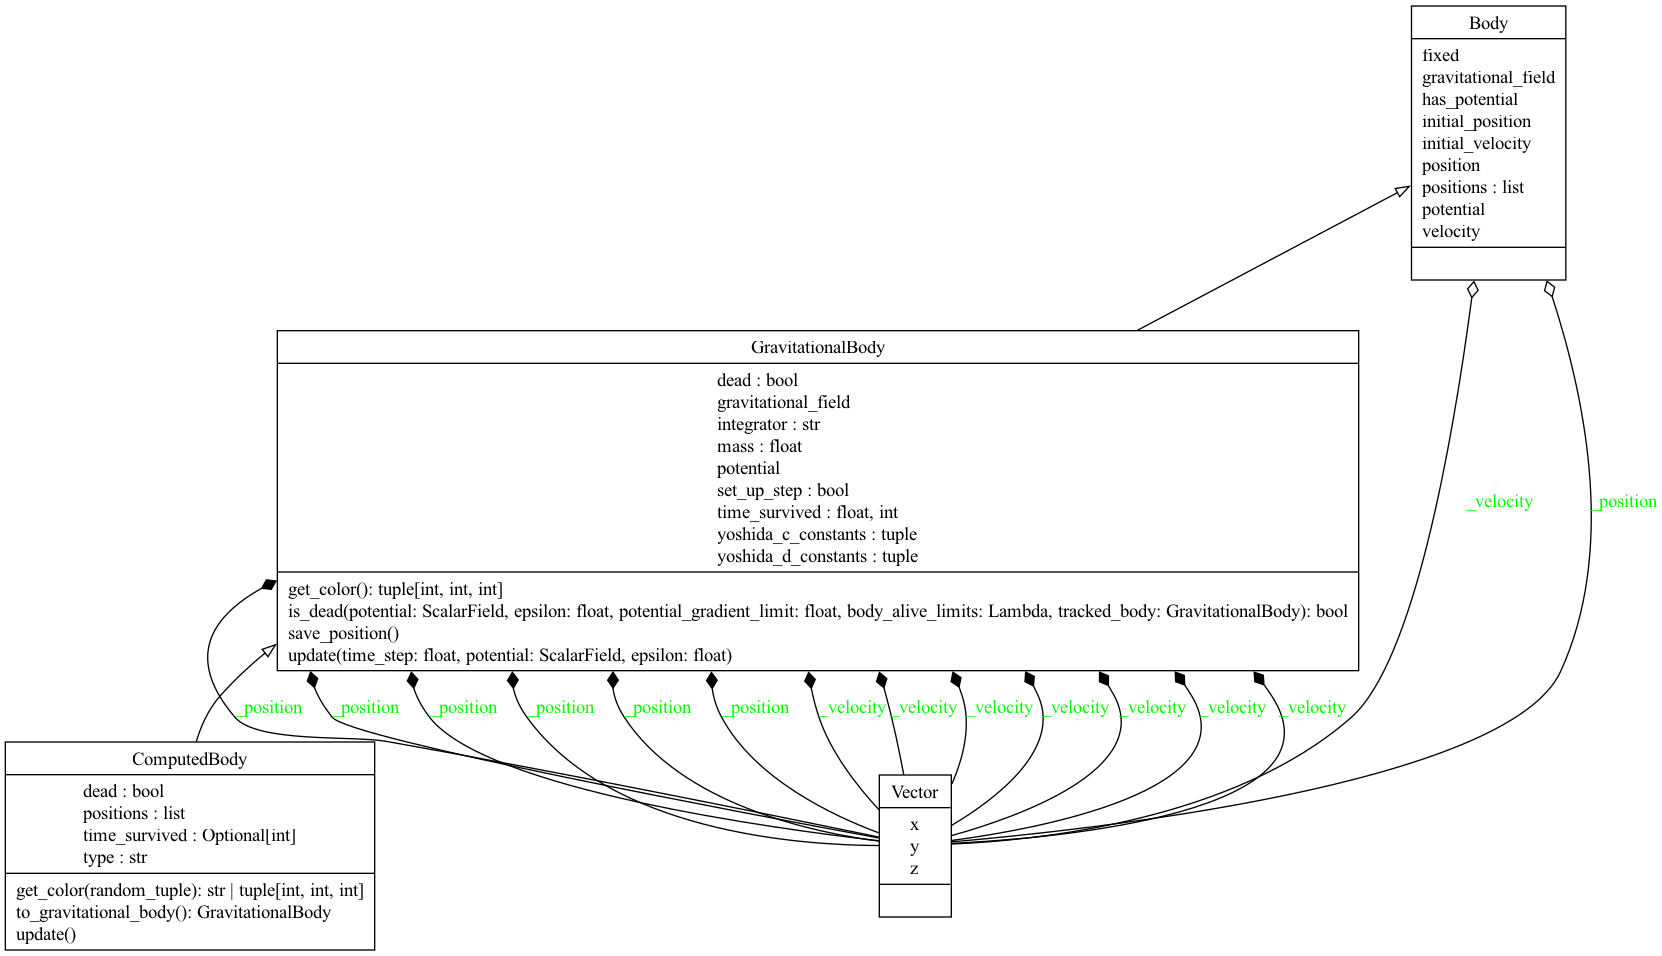 Body
fixed
gravitational_field
has_potential
initial_position
initial_velocity
position
positions : list
potential
velocity
GravitationalBody
dead : bool
gravitational_field
integrator : str
mass : float
potential
set_up_step : bool
time_survived : float, int
yoshida_c_constants : tuple
yoshida_d_constants : tuple
get_color(): tuple[int, int, int]
is_dead(potential: ScalarField, epsilon: float, potential_gradient_limit: float, body_alive_limits: Lambda, tracked_body: GravitationalBody): bool
save_position()
update(time_step: float, potential: ScalarField, epsilon: float)
_velocity
_position
_position
_position
_position
_position
_position
_position
_velocity
_velocity
_velocity
_velocity
_velocity
_velocity
_velocity
ComputedBody
dead : bool
positions : list
time_survived : Optional[int]
type : str
get_color(random_tuple): str | tuple[int, int, int]
to_gravitational_body(): GravitationalBody
update()
Vector
x
y
z